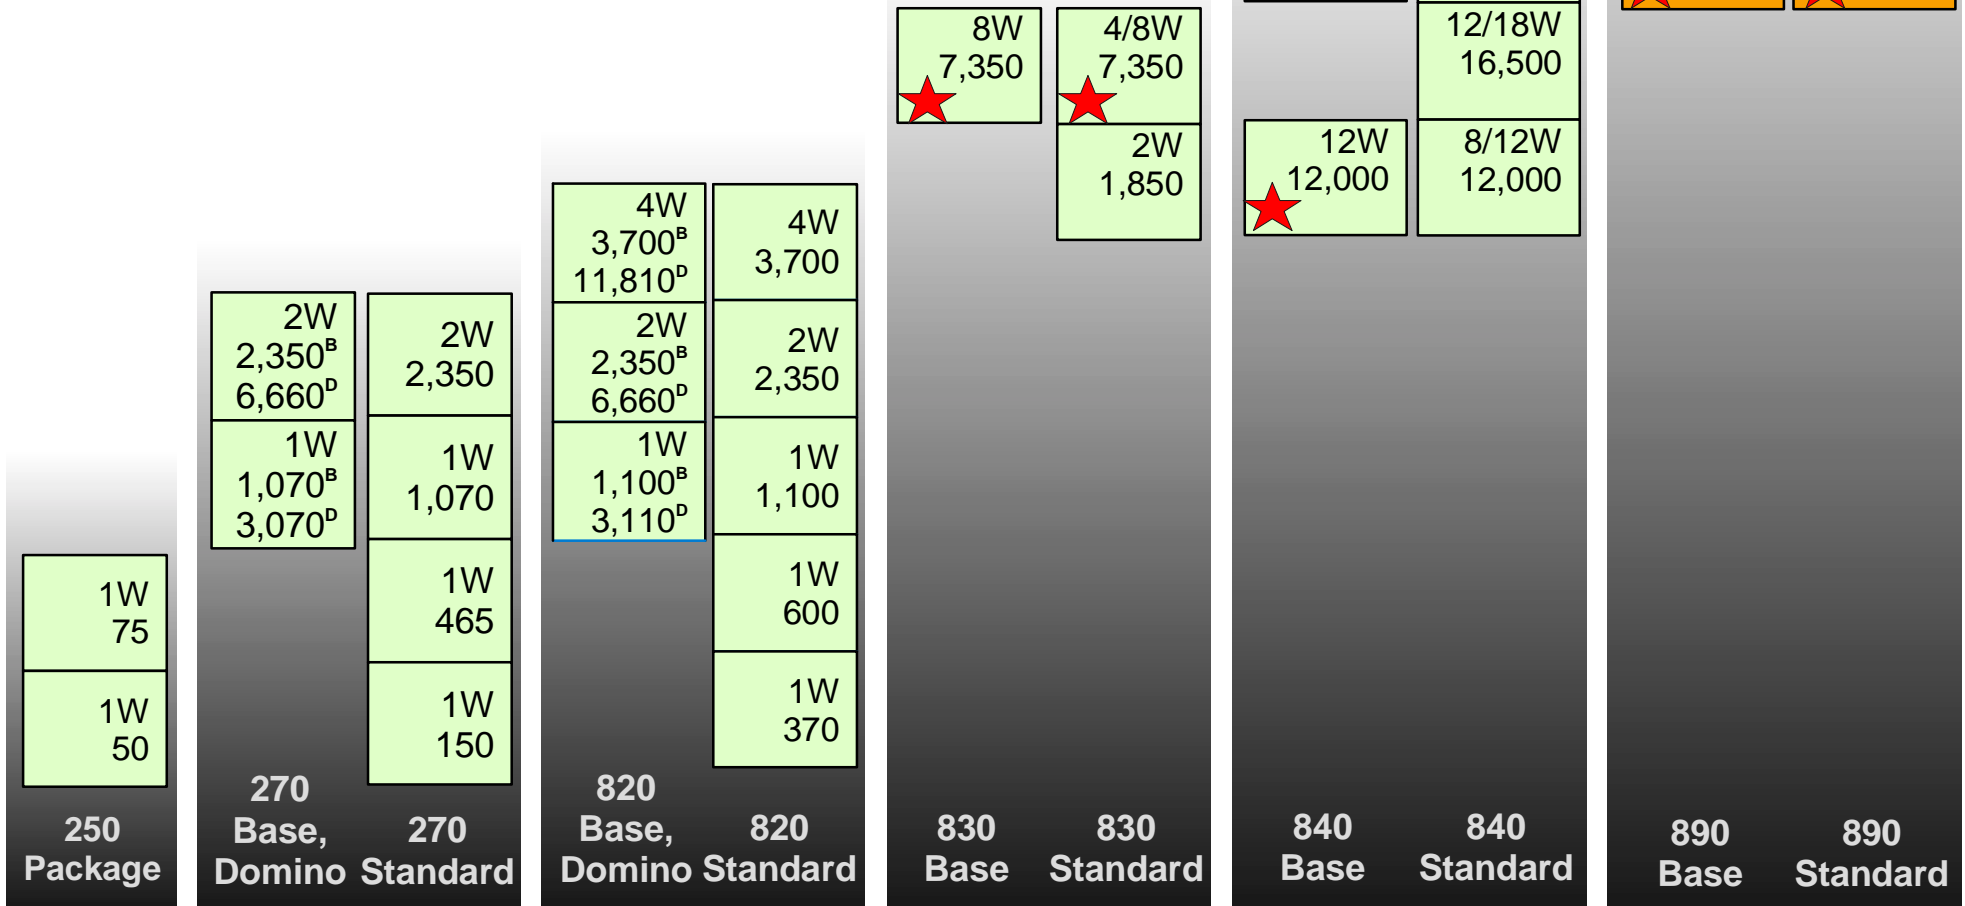 1W
75
1W
50
250
Package
2W
2,350ᴮ
6,660ᴰ
1W
1,070ᴮ
3,070ᴰ
270
Base,
Domino
2W
2,350
1W
1,070
1W
465
1W
150
270
Standard
4W
3,700ᴮ
11,810ᴰ
2W
2,350ᴮ
6,660ᴰ
1W
1,100ᴮ
3,110ᴰ
820
Base,
Domino
4W
3,700
2W
2,350
1W
1,100
1W
600
1W
370
820
Standard
8W
7,350
830
Base
4/8W
7,350
2W
1,850
830
Standard
12W
12,000
840
Base
12/18W
16,500
8/12W
12,000
840
Standard
890
Base
890
Standard